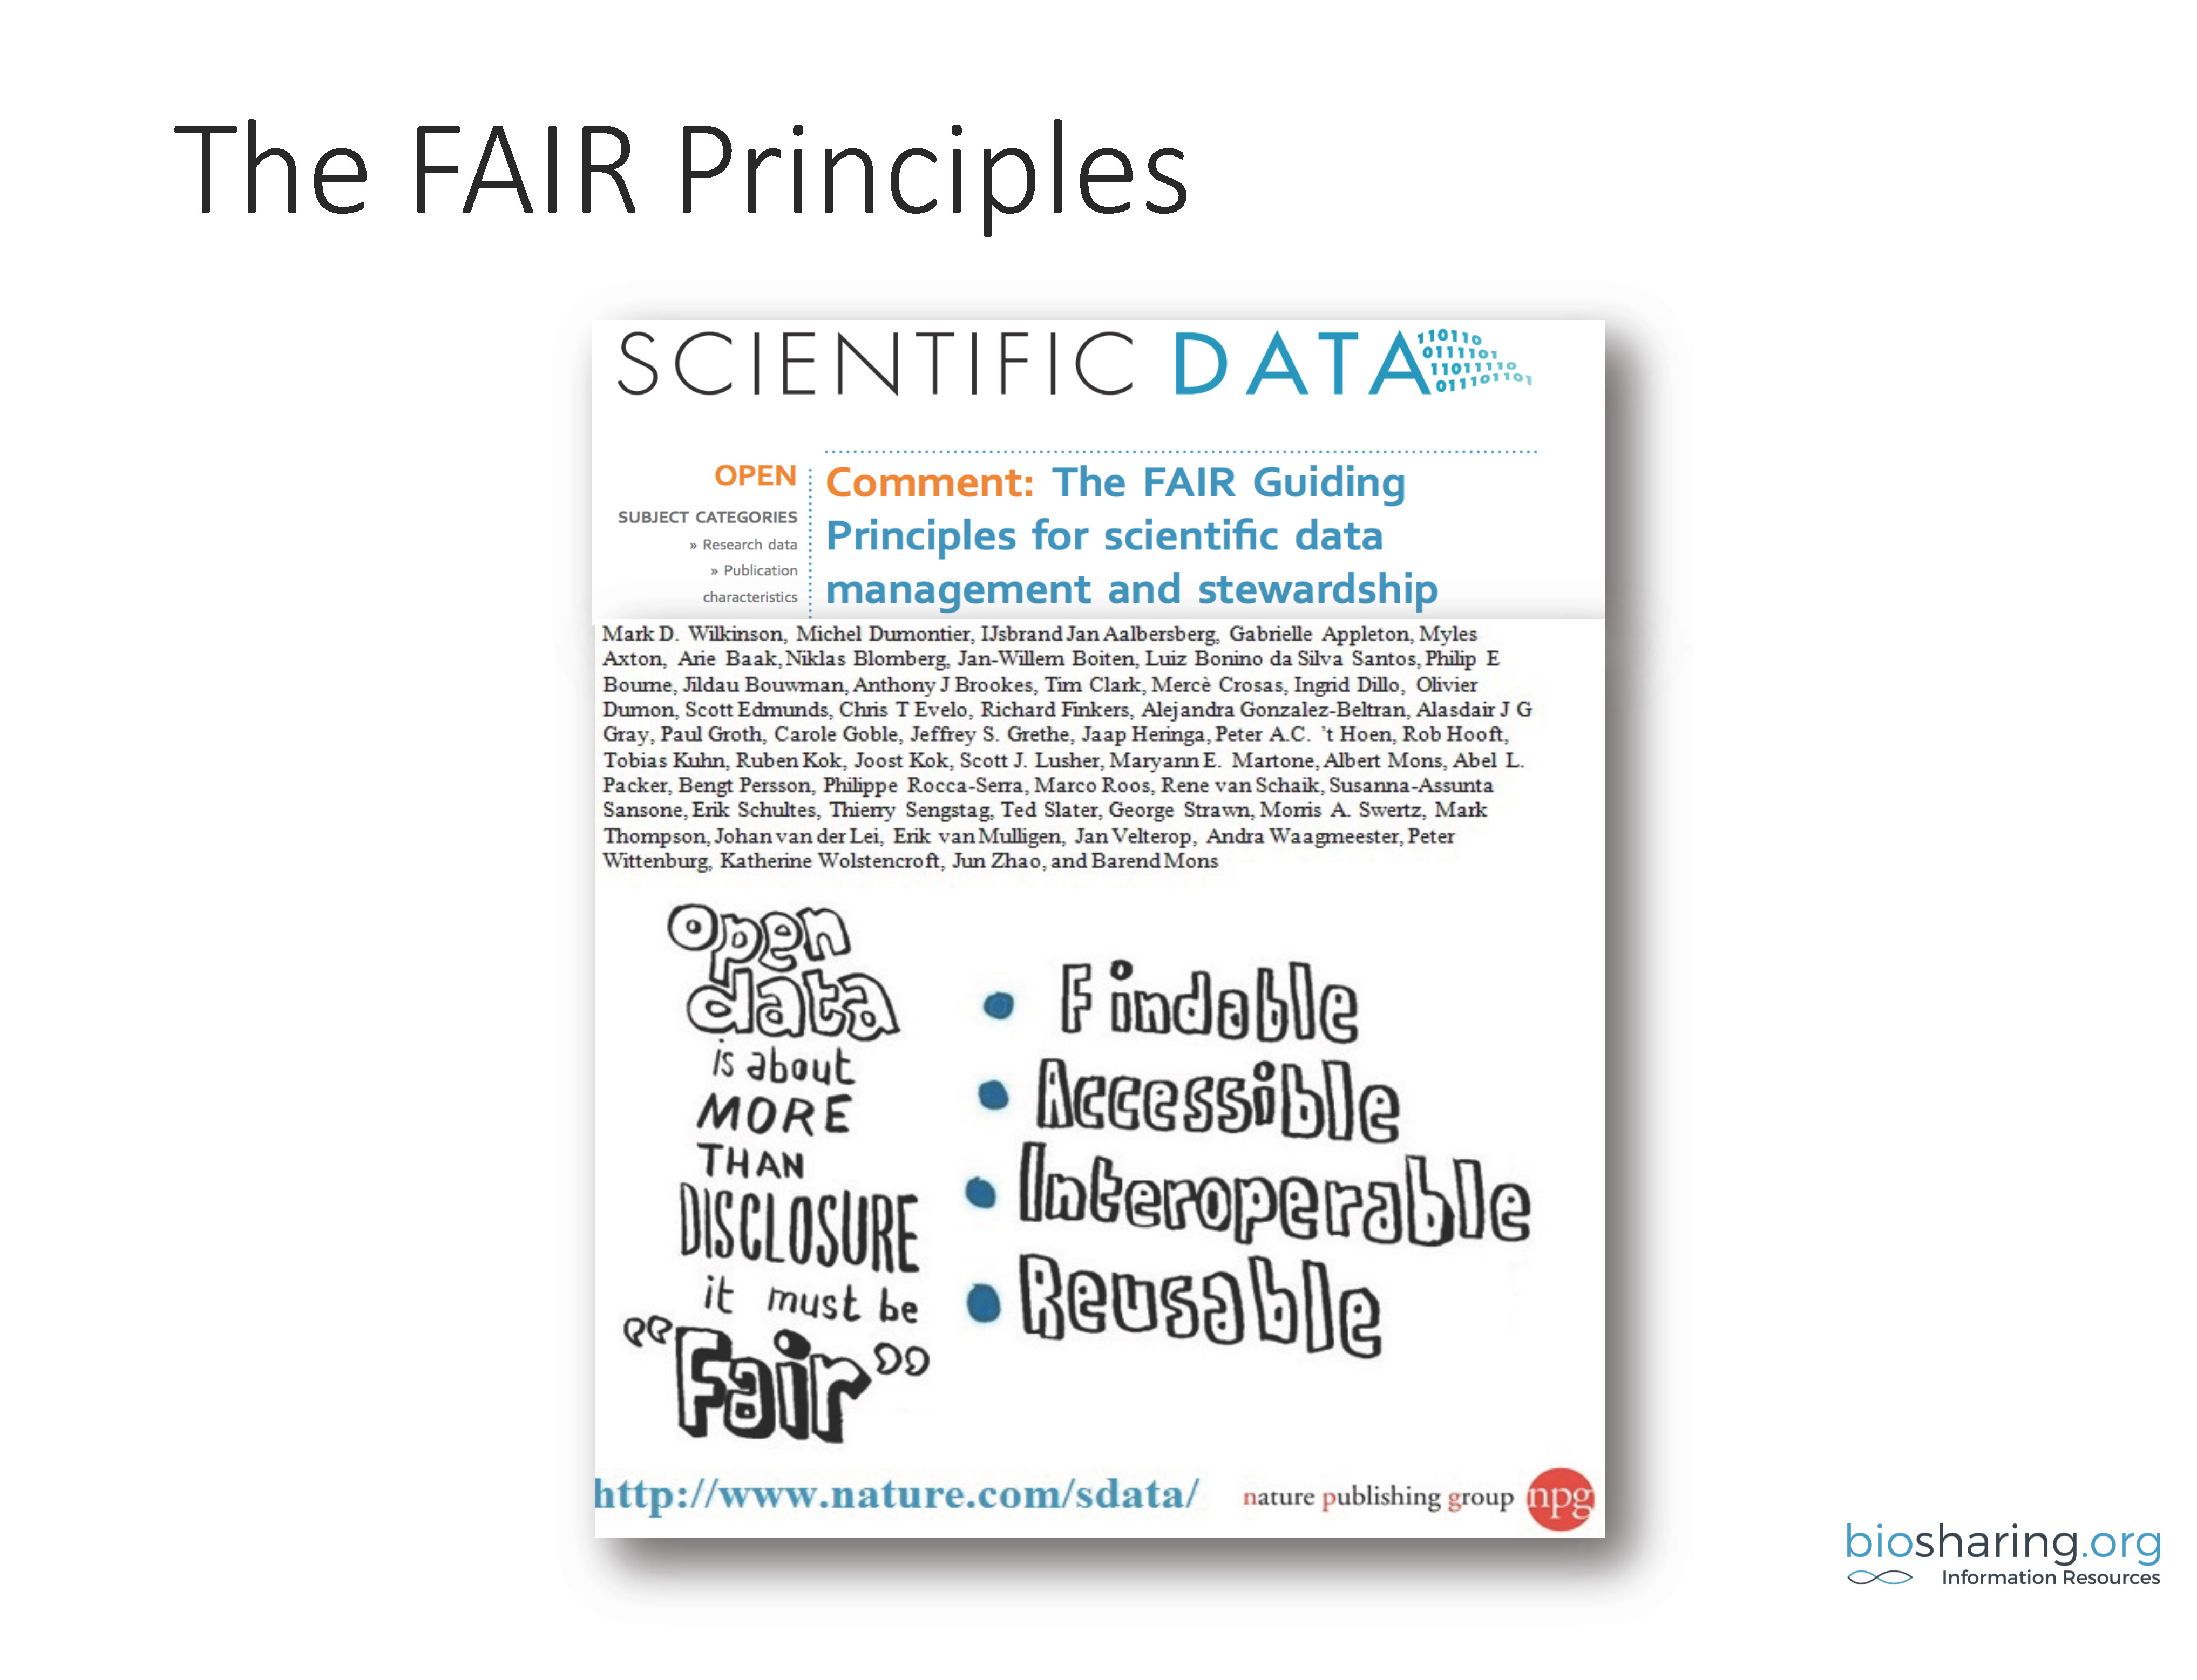 The FAIR Principles
SCIENTIFIC DATA
110110
0111101
11011110
011101101
OPEN
SUBJECT CATEGORIES
» Research data
» Publication
characteristics
Comment: The FAIR Guiding
Principles for scientific data
management and stewardship
Mark D. Wilkinson, Michel Dumontier, IJsbrand Jan Aalbersberg, Gabrielle Appleton, Myles
Axton, Arie Baak, Niklas Blomberg, Jan-Willem Boiten, Luiz Bonino da Silva Santos, Philip E
Bourne, Jildau Bouwman, Anthony J Brookes, Tim Clark, Mercè Crosas, Ingrid Dillo, Olivier
Dumon, Scott Edmunds, Chris T Evelo, Richard Finkers, Alejandra Gonzalez-Beltran, Alasdair J G
Gray, Paul Groth, Carole Goble, Jeffrey S. Grethe, Jaap Heringa, Peter A.C. 't Hoen, Rob Hooft,
Tobias Kuhn, Ruben Kok, Joost Kok, Scott J. Lusher, Maryann E. Martone, Albert Mons, Abel L.
Packer, Bengt Persson, Philippe Rocca-Serra, Marco Roos, Rene van Schaik, Susanna-Assunta
Sansone, Erik Schultes, Thierry Sengstag, Ted Slater, George Strawn, Morris A. Swertz, Mark
Thompson, Johan van der Lei, Erik van Mulligen, Jan Velterop, Andra Waagmeester, Peter
Wittenburg, Katherine Wolstencroft, Jun Zhao, and Barend Mons
open
data
is about
MORE
THAN
DISCLOSURE
it must be
“Fair”
• Findable
• Accessible
• Interoperable
• Reusable
http://www.nature.com/sdata/
nature publishing group npg
biosharing.org
Information Resources